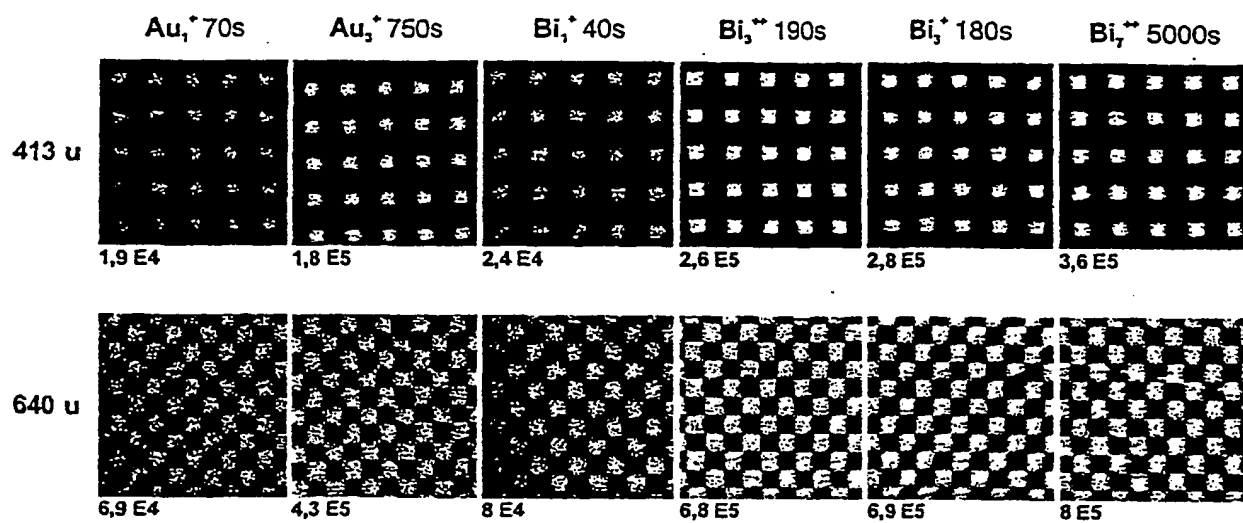 Au₁⁺ 70s Au₃⁺ 750s Bi₁⁺ 40s Bi₃⁺⁺ 190s Bi₃⁺ 180s Bi₇⁺⁺ 5000s
413 u
1,9 E4 1,8 E5 2,4 E4 2,6 E5 2,8 E5 3,6 E5
640 u
6,9 E4 4,3 E5 8 E4 6,8 E5 6,9 E5 8 E5